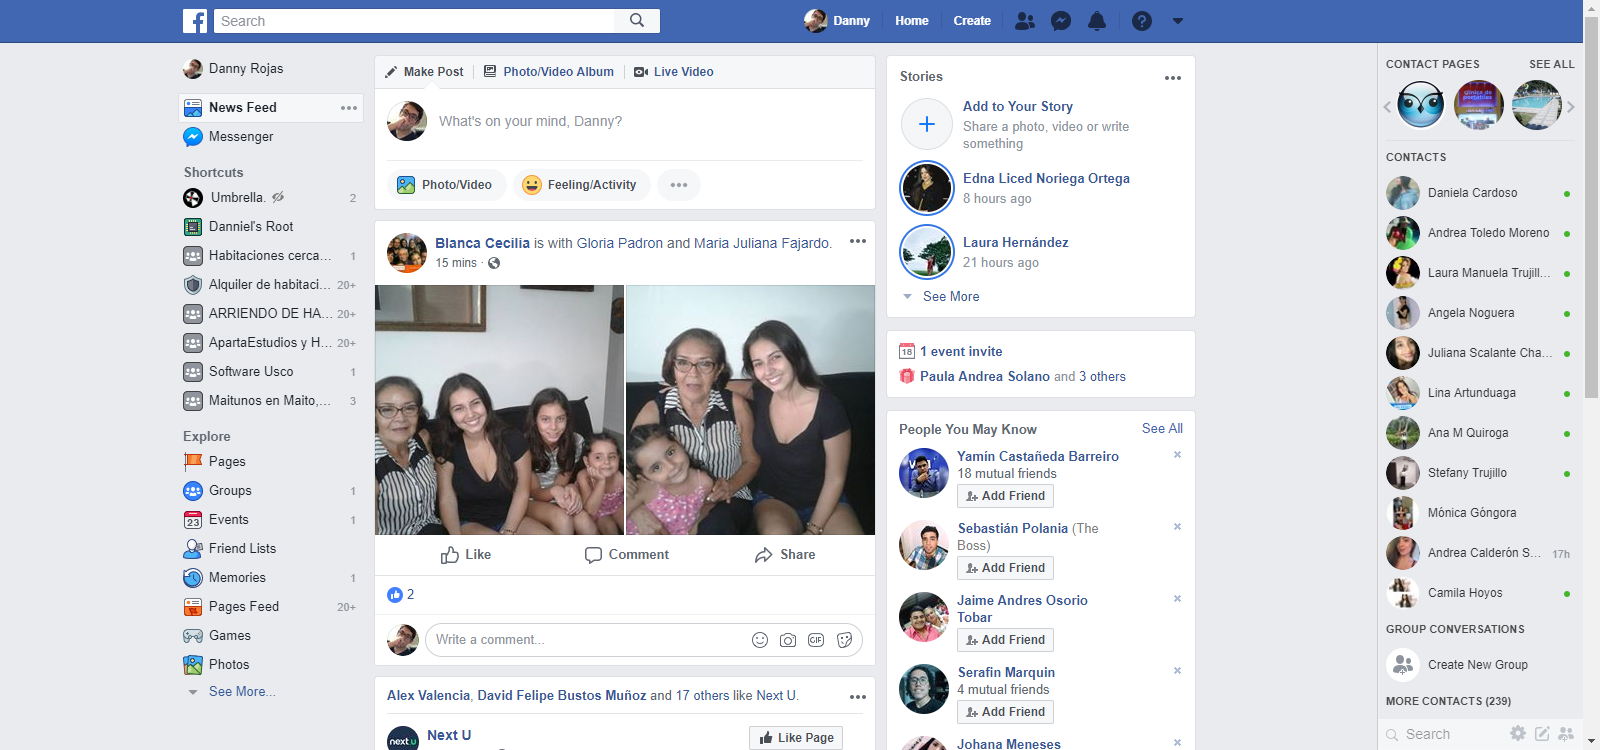 Search
Danny
Home
Create
Danny Rojas
News Feed
Messenger
Shortcuts
Umbrella. 2
Danniel's Root
Habitaciones cerca... 1
Alquiler de habitaci... 20+
ARRIENDO DE HA... 20+
ApartaEstudios y H... 20+
Software Usco 1
Maitunos en Maito,... 3
Explore
Pages
Groups 1
Events 1
23
Friend Lists
Memories 1
Pages Feed 20+
Games
Photos
See More...
Make Post
Photo/Video Album
Live Video
What's on your mind, Danny?
Photo/Video
Feeling/Activity
Blanca Cecilia is with Gloria Padron and Maria Juliana Fajardo.
15 mins ·
Like
Comment
Share
2
Write a comment...
GIF
Alex Valencia, David Felipe Bustos Muñoz and 17 others like Next U.
next u
Next U
Like Page
Stories
Add to Your Story
Share a photo, video or write
something
Edna Liced Noriega Ortega
8 hours ago
Laura Hernández
21 hours ago
See More
18
1 event invite
Paula Andrea Solano and 3 others
People You May Know
See All
Yamín Castañeda Barreiro
18 mutual friends
Add Friend
Sebastián Polania (The
Boss)
Add Friend
Jaime Andres Osorio
Tobar
Add Friend
Serafin Marquin
4 mutual friends
Add Friend
Johana Meneses
CONTACT PAGES
SEE ALL
CONTACTS
Daniela Cardoso
Andrea Toledo Moreno
Laura Manuela Trujill...
Angela Noguera
Juliana Scalante Cha...
Lina Artunduaga
Ana M Quiroga
Stefany Trujillo
Mónica Góngora
Andrea Calderón S... 17h
Camila Hoyos
GROUP CONVERSATIONS
Create New Group
MORE CONTACTS (239)
Search